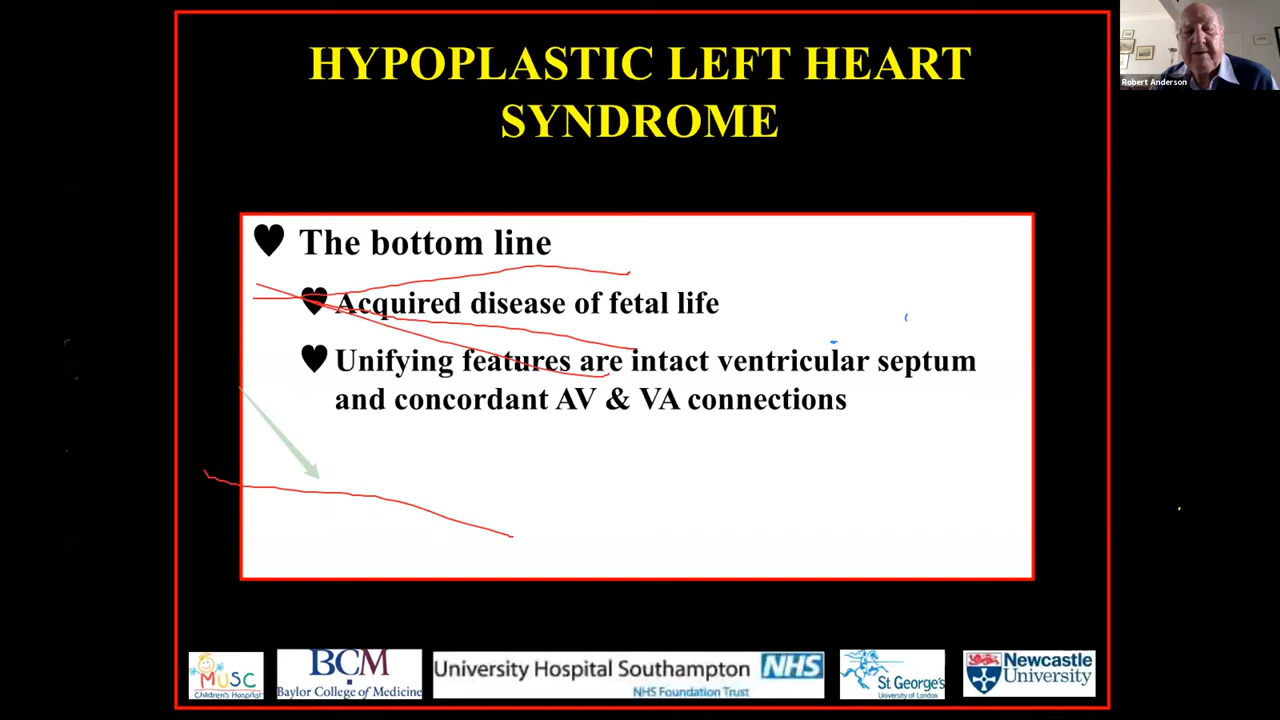 HYPOPLASTIC LEFT HEART
SYNDROME
Robert Anderson
The bottom line
Acquired disease of fetal life
Unifying features are intact ventricular septum
and concordant AV & VA connections
MUSC
Children's Hospital
BCM
Baylor College of Medicine
University Hospital Southampton
NHS
NHS Foundation Trust
St George's
University of London
Newcastle
University